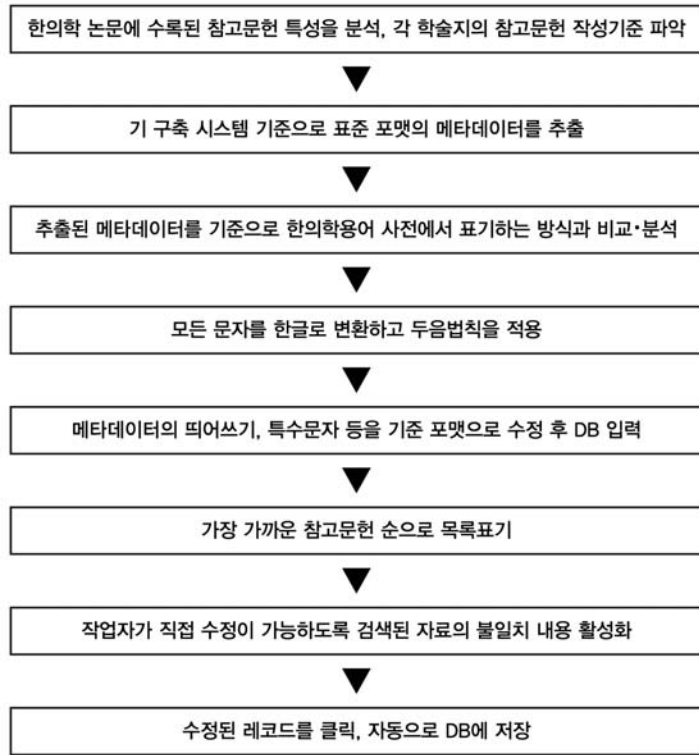 한의학 논문에 수록된 참고문헌 특성을 분석, 각 학술지의 참고문헌 작성기준 파악
기 구축 시스템 기준으로 표준 포맷의 메타데이터를 추출
추출된 메타데이터를 기준으로 한의학용어 사전에서 표기하는 방식과 비교•분석
모든 문자를 한글로 변환하고 두음법칙을 적용
메타데이터의 띄어쓰기, 특수문자 등을 기준 포맷으로 수정 후 DB 입력
가장 가까운 참고문헌 순으로 목록표기
작업자가 직접 수정이 가능하도록 검색된 자료의 불일치 내용 활성화
수정된 레코드를 클릭, 자동으로 DB에 저장